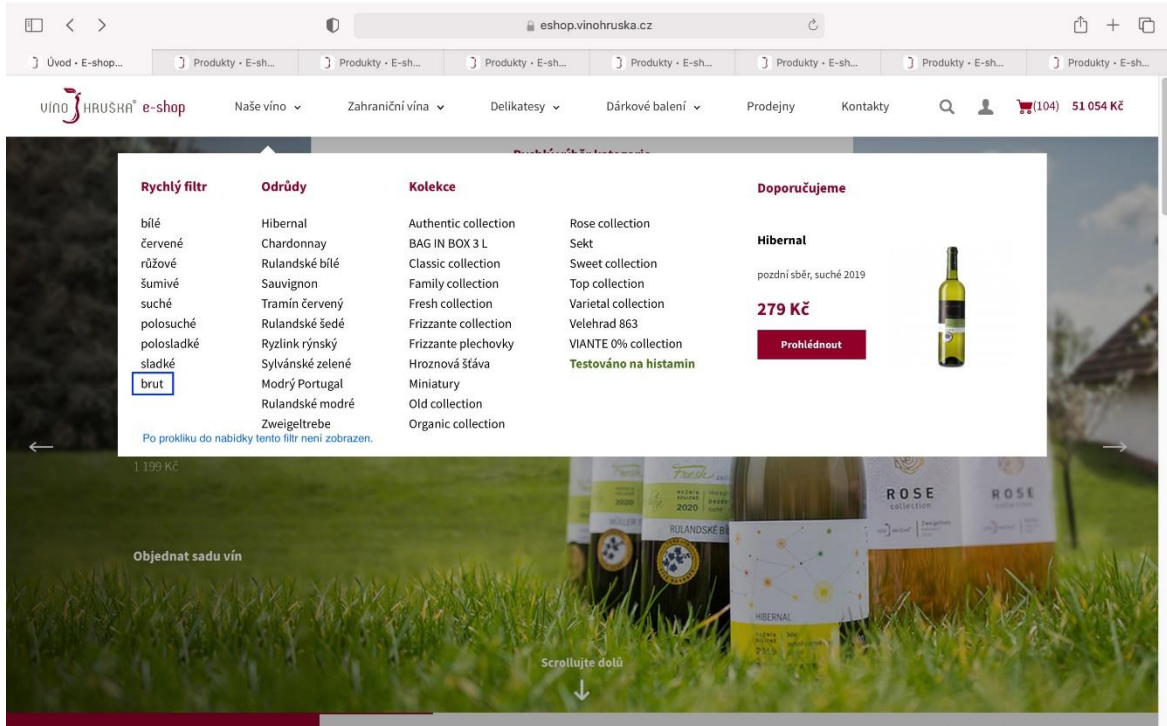 eshop.vinohruska.cz
Úvod • E-shop...
Produkty • E-sh...
Produkty • E-sh...
Produkty • E-sh...
Produkty • E-sh...
Produkty • E-sh...
Produkty • E-sh...
Produkty • E-sh...
VÍNO HRUŠKA® e-shop
Naše víno
Zahraniční vína
Delikatesy
Dárkové balení
Prodejny
Kontakty
(104) 51 054 Kč
Rychlý výběr kategorie
Rychlý filtr
bílé
červené
růžové
šumivé
suché
polosuché
polosladké
sladké
brut
Odrůdy
Hibernal
Chardonnay
Rulandské bílé
Sauvignon
Tramín červený
Rulandské šedé
Ryzlink rýnský
Sylvánské zelené
Modrý Portugal
Rulandské modré
Zweigeltrebe
Po prokliku do nabídky tento filtr není zobrazen.
Kolekce
Authentic collection
BAG IN BOX 3 L
Classic collection
Family collection
Fresh collection
Frizzante collection
Frizzante plechovky
Hroznová šťáva
Miniatury
Old collection
Organic collection
Rose collection
Sekt
Sweet collection
Top collection
Varietal collection
Velehrad 863
VIANTE 0% collection
Testováno na histamin
Doporučujeme
Hibernal
pozdní sběr, suché 2019
279 Kč
Prohlédnout
1 199 Kč
Objednat sadu vín
Fresh
2020
RULANDSKÉ
ROSE
collection
ROSE
HIBERNAL
Scrollujte dolů